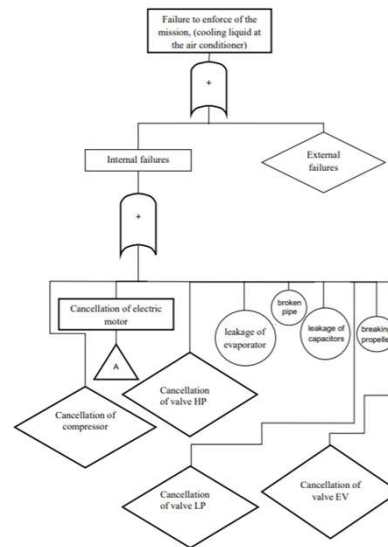 Failure to enforce of the
mission, (cooling liquid at
the air conditioner)
+
Internal failures
External
failures
+
Cancellation of electric
motor
A
Cancellation of
compressor
Cancellation
of valve HP
leakage of
evaporator
broken
pipe
leakage of
capacitors
breaking
propelle
Cancellation
of valve LP
Cancellation of
valve EV